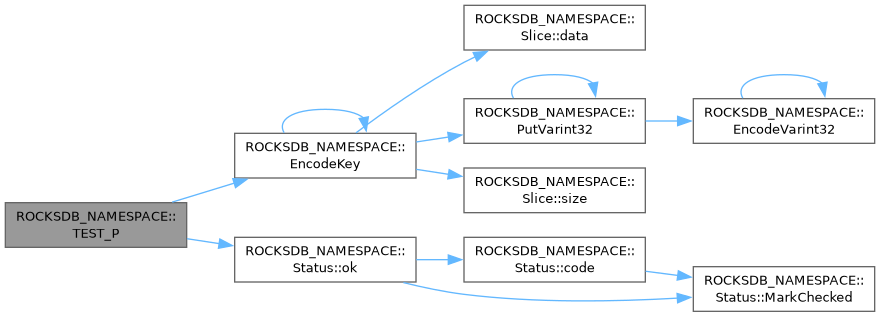 ROCKSDB_NAMESPACE::
TEST_P
ROCKSDB_NAMESPACE::
EncodeKey
ROCKSDB_NAMESPACE::
Slice::data
ROCKSDB_NAMESPACE::
PutVarint32
ROCKSDB_NAMESPACE::
EncodeVarint32
ROCKSDB_NAMESPACE::
Slice::size
ROCKSDB_NAMESPACE::
Status::ok
ROCKSDB_NAMESPACE::
Status::code
ROCKSDB_NAMESPACE::
Status::MarkChecked